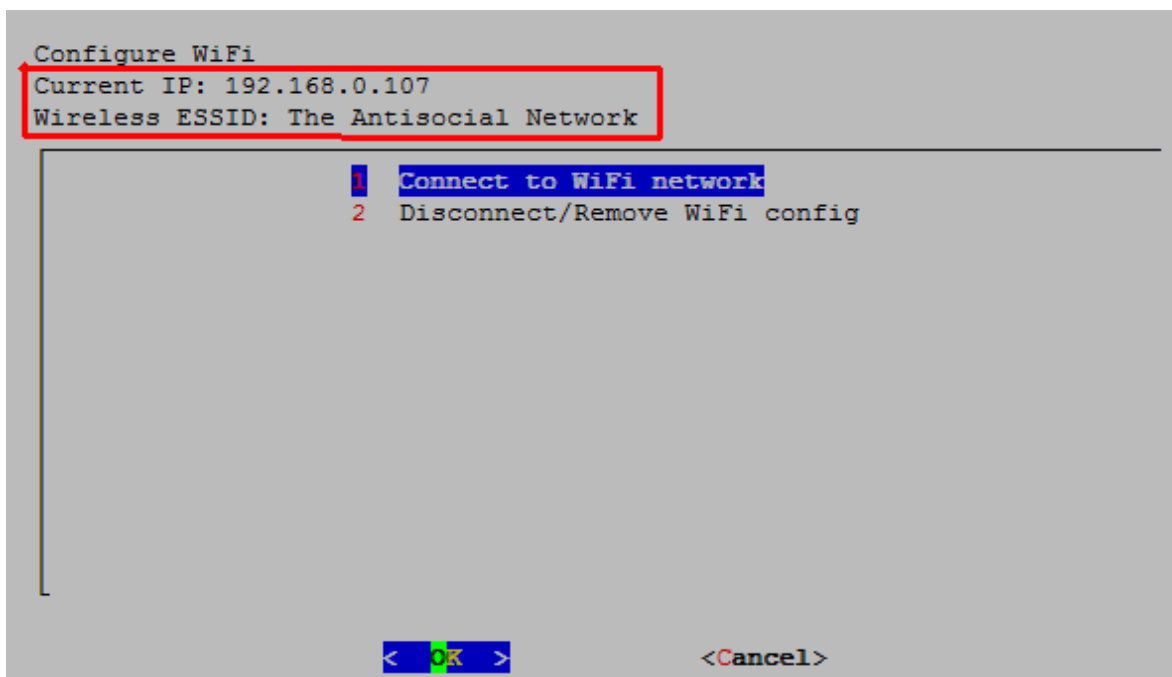 Configure WiFi
Current IP: 192.168.0.107
Wireless ESSID: The Antisocial Network
1 Connect to WiFi network
2 Disconnect/Remove WiFi config
< OK > <Cancel>